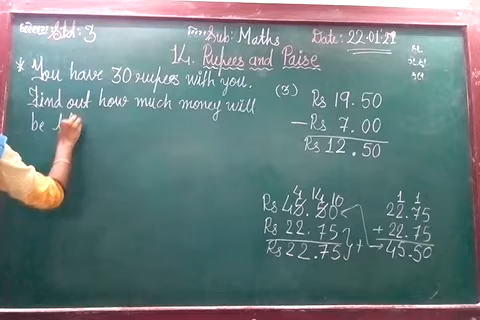 Std: 3
Sub: Maths
Date: 22.01.21
14. Rupees and Paise
* You have 30 rupees with you.
Find out how much money will
be
(3) Rs 19.50
- Rs 7.00
Rs 12.50
4 14 10
Rs 45.50
Rs 22.75
Rs 22.75
+
1 1
22.75
+ 22.75
45.50